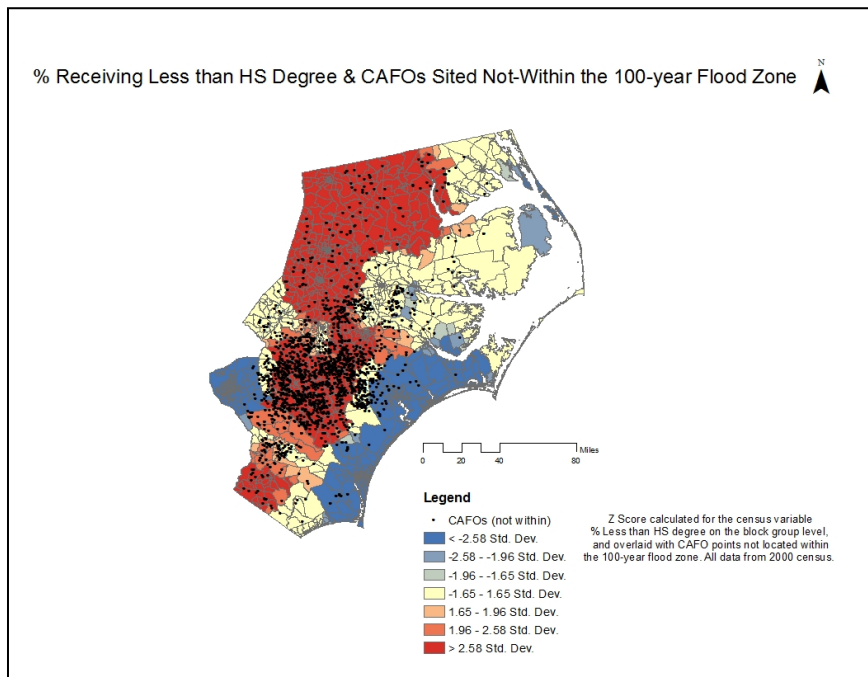 % Receiving Less than HS Degree & CAFOs Sited Not-Within the 100-year Flood Zone
N
0 10 20 40 80 Miles
Legend
CAFOs (not within)
< -2.58 Std. Dev.
-2.58 - -1.96 Std. Dev.
-1.96 - -1.65 Std. Dev.
-1.65 - 1.65 Std. Dev.
1.65 - 1.96 Std. Dev.
1.96 - 2.58 Std. Dev.
> 2.58 Std. Dev.
Z Score calculated for the census variable
% Less than HS degree on the block group level,
and overlaid with CAFO points not located within
the 100-year flood zone. All data from 2000 census.